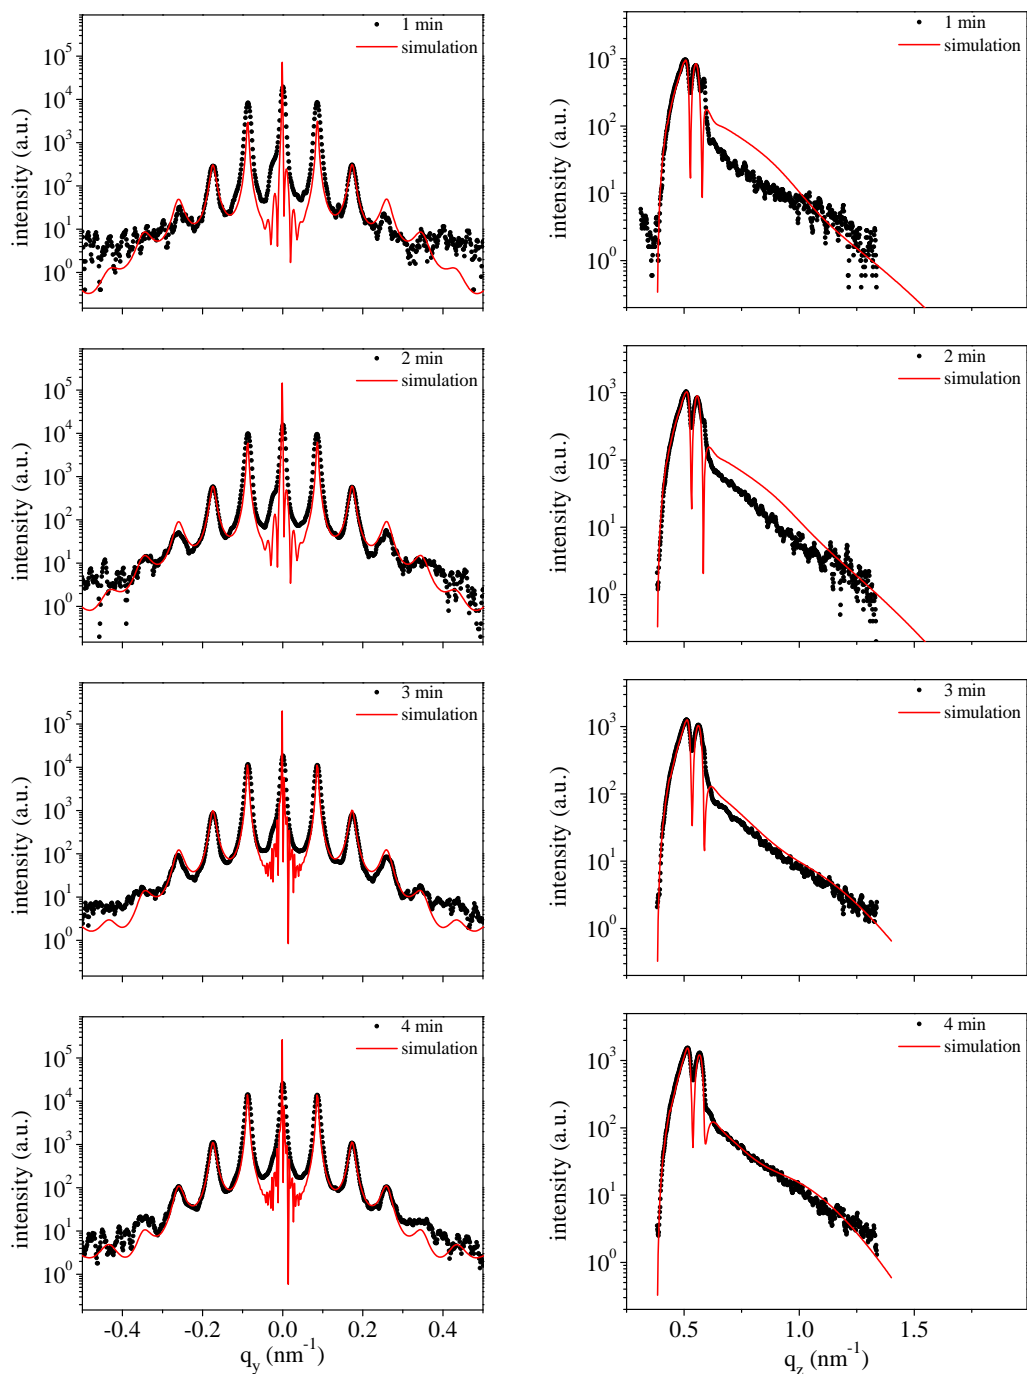 1 min
simulation
10^5
10^4
10^3
10^2
10^1
10^0
intensity (a.u.)
1 min
simulation
10^3
10^2
10^1
10^0
intensity (a.u.)
2 min
simulation
10^5
10^4
10^3
10^2
10^1
10^0
intensity (a.u.)
2 min
simulation
10^3
10^2
10^1
10^0
intensity (a.u.)
3 min
simulation
10^5
10^4
10^3
10^2
10^1
10^0
intensity (a.u.)
3 min
simulation
10^3
10^2
10^1
10^0
intensity (a.u.)
4 min
simulation
10^5
10^4
10^3
10^2
10^1
10^0
intensity (a.u.)
-0.4 -0.2 0.0 0.2 0.4
q_y (nm^-1)
4 min
simulation
10^3
10^2
10^1
10^0
intensity (a.u.)
0.5 1.0 1.5
q_z (nm^-1)